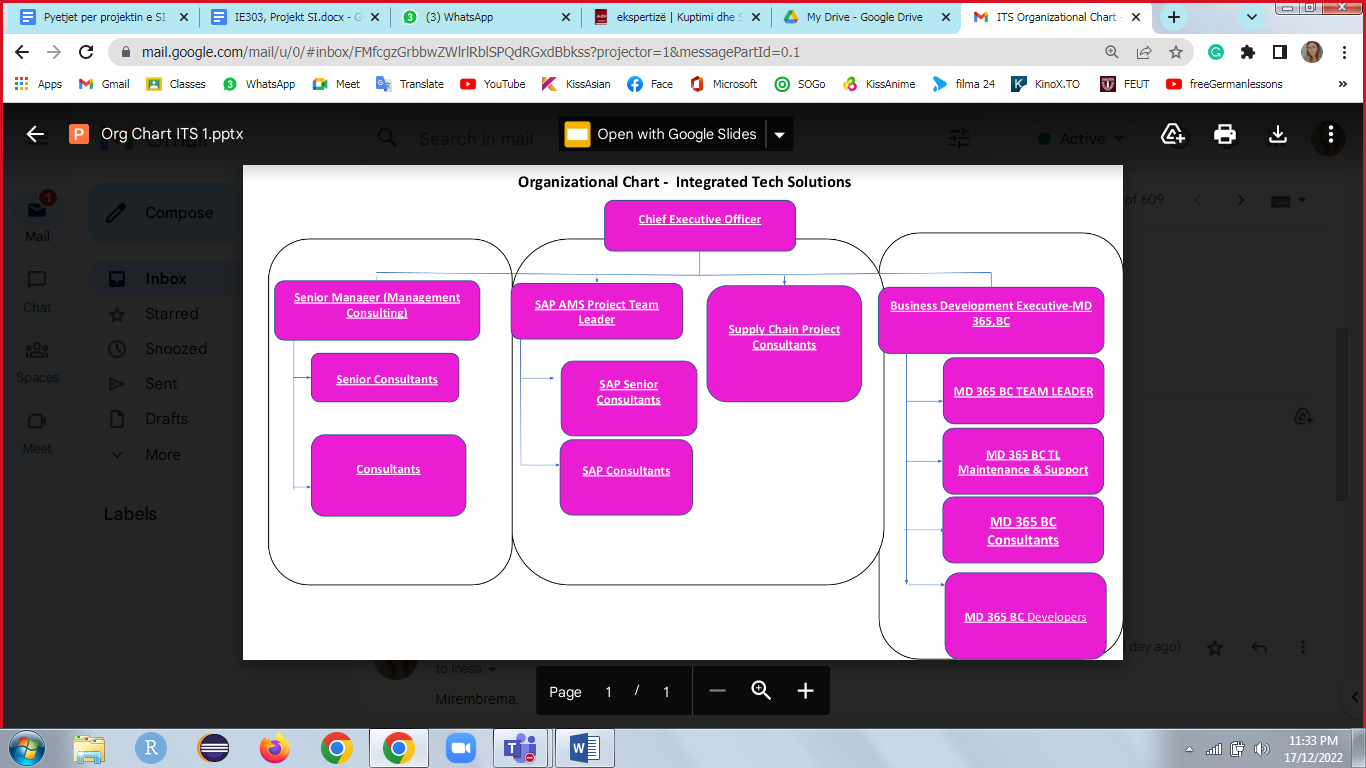 Pyetjet për projektin e SI
IE303, Projekt SI.docx - G
(3) WhatsApp
ekspertizë | Kuptimi dhe S
My Drive - Google Drive
ITS Organizational Chart -
mail.google.com/mail/u/0/#inbox/FMfcgzGrbbwZWlrlRblSPQdRGxdBbkss?projector=1&messagePartId=0.1
Apps
Gmail
Classes
WhatsApp
Meet
Translate
YouTube
KissAsian
Face
Microsoft
SOGo
KissAnime
filma 24
KinoX.TO
FEUT
freeGermanlessons
Org Chart ITS 1.pptx
Open with Google Slides
Search in mail
Active
Compose
of 609
1
Mail
Chat
Spaces
Meet
Inbox
Starred
Snoozed
Sent
Drafts
More
Labels
Organizational Chart - Integrated Tech Solutions
Chief Executive Officer
Senior Manager (Management
Consulting)
Senior Consultants
Consultants
SAP AMS Project Team
Leader
SAP Senior
Consultants
SAP Consultants
Supply Chain Project
Consultants
Business Development Executive-MD
365,BC
MD 365 BC TEAM LEADER
MD 365 BC TL
Maintenance & Support
MD 365 BC
Consultants
MD 365 BC Developers
day ago)
to Inesa
Mirembrema,
Page 1 / 1
11:33 PM
17/12/2022